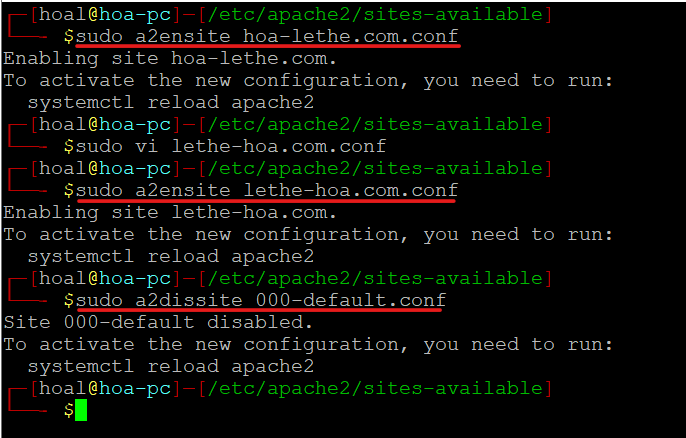 ┌─[hoal@hoa-pc]─[/etc/apache2/sites-available]
└──╼ $sudo a2ensite hoa-lethe.com.conf
Enabling site hoa-lethe.com.
To activate the new configuration, you need to run:
  systemctl reload apache2
┌─[hoal@hoa-pc]─[/etc/apache2/sites-available]
└──╼ $sudo vi lethe-hoa.com.conf
┌─[hoal@hoa-pc]─[/etc/apache2/sites-available]
└──╼ $sudo a2ensite lethe-hoa.com.conf
Enabling site lethe-hoa.com.
To activate the new configuration, you need to run:
  systemctl reload apache2
┌─[hoal@hoa-pc]─[/etc/apache2/sites-available]
└──╼ $sudo a2dissite 000-default.conf
Site 000-default disabled.
To activate the new configuration, you need to run:
  systemctl reload apache2
┌─[hoal@hoa-pc]─[/etc/apache2/sites-available]
└──╼ $